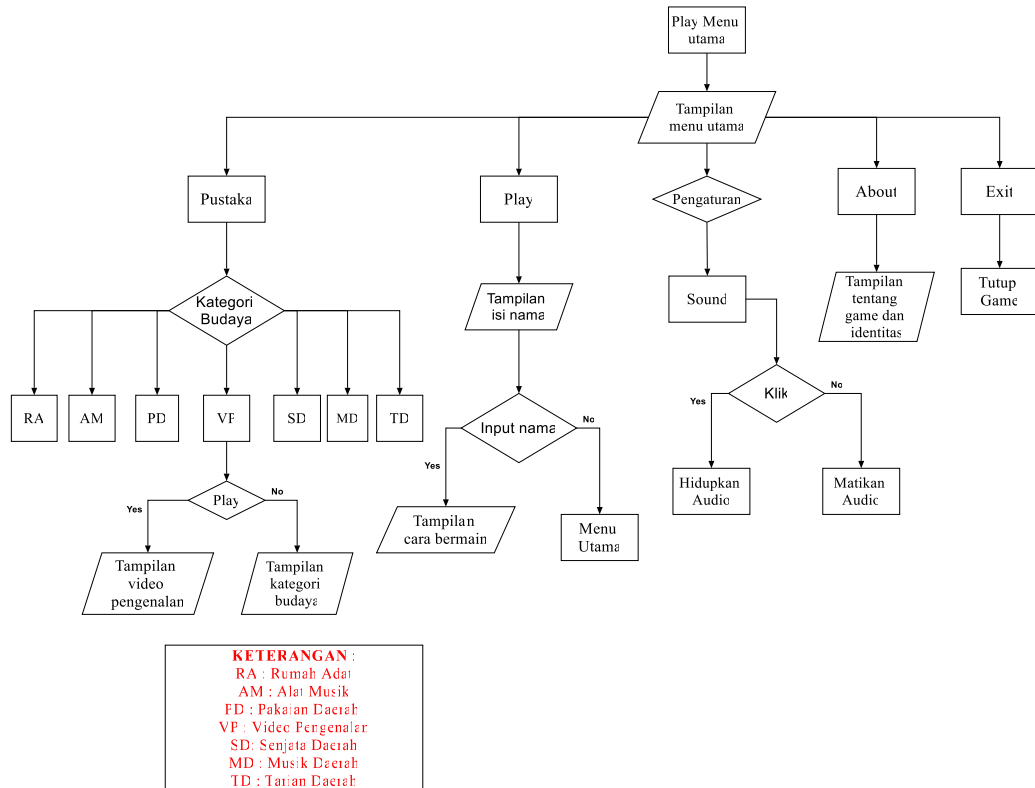 Play Menu
utama
Tampilan
menu utama
Pustaka
Play
Pengaturan
About
Exit
Kategori
Budaya
Tampilan
isi nama
Sound
Tampilan
tentang
game dan
identitas
Tutup
Game
RA
AM
PD
VP
SD
MD
TD
Input nama
Yes
No
Klik
Yes
No
Play
Yes
No
Tampilan
cara bermain
Menu
Utama
Hidupkan
Audio
Matikan
Audio
Tampilan
video
pengenalan
Tampilan
kategori
budaya
KETERANGAN :
RA : Rumah Adat
AM : Alat Musik
PD : Pakaian Daerah
VP : Video Pengenalan
SD: Senjata Daerah
MD : Musik Daerah
TD : Tarian Daerah